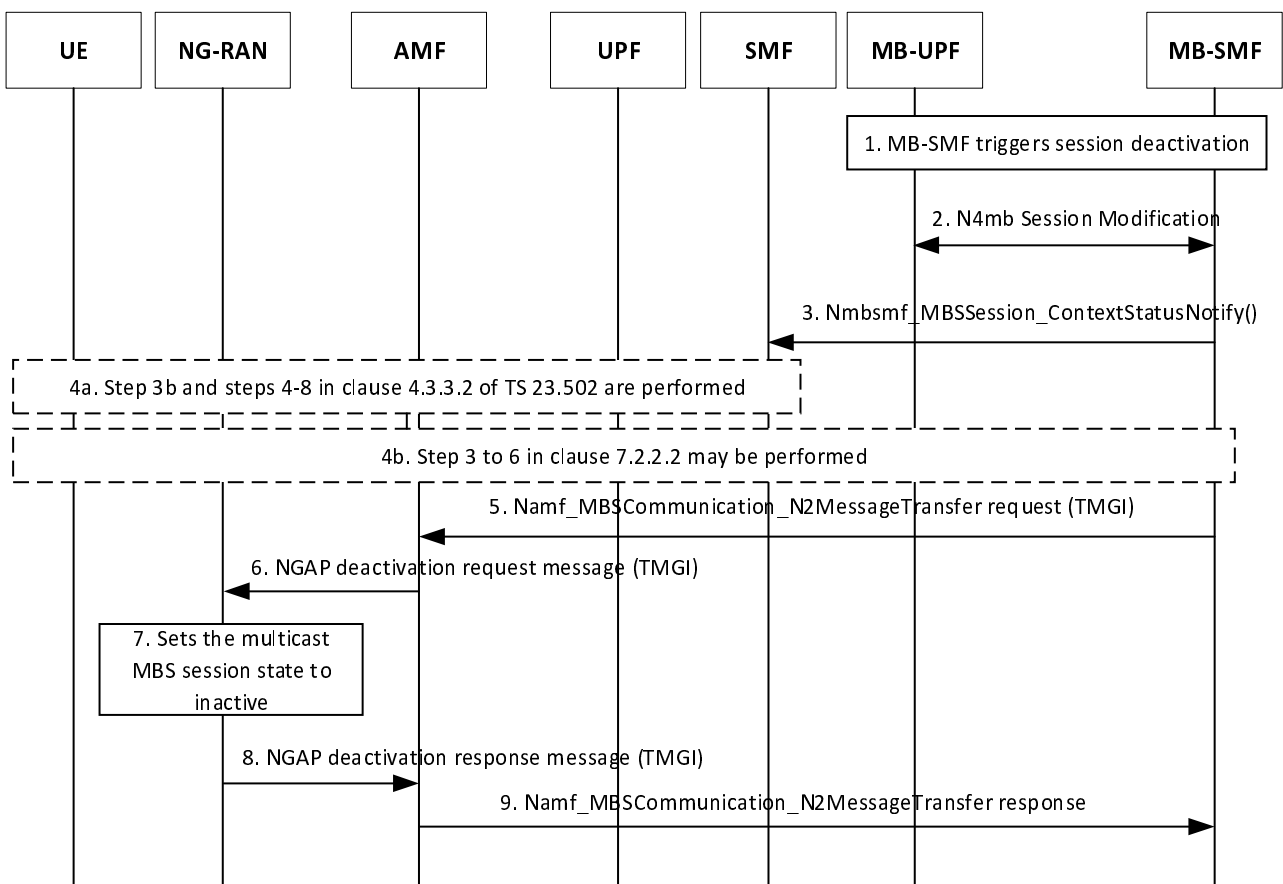 UE
NG-RAN
AMF
UPF
SMF
MB-UPF
MB-SMF
1. MB-SMF triggers session deactivation
2. N4mb Session Modification
3. Nmbsmf_MBSSession_ContextStatusNotify()
4a. Step 3b and steps 4-8 in clause 4.3.3.2 of TS 23.502 are performed
4b. Step 3 to 6 in clause 7.2.2.2 may be performed
5. Namf_MBSCommunication_N2MessageTransfer request (TMGI)
6. NGAP deactivation request message (TMGI)
7. Sets the multicast
MBS session state to
inactive
8. NGAP deactivation response message (TMGI)
9. Namf_MBSCommunication_N2MessageTransfer response